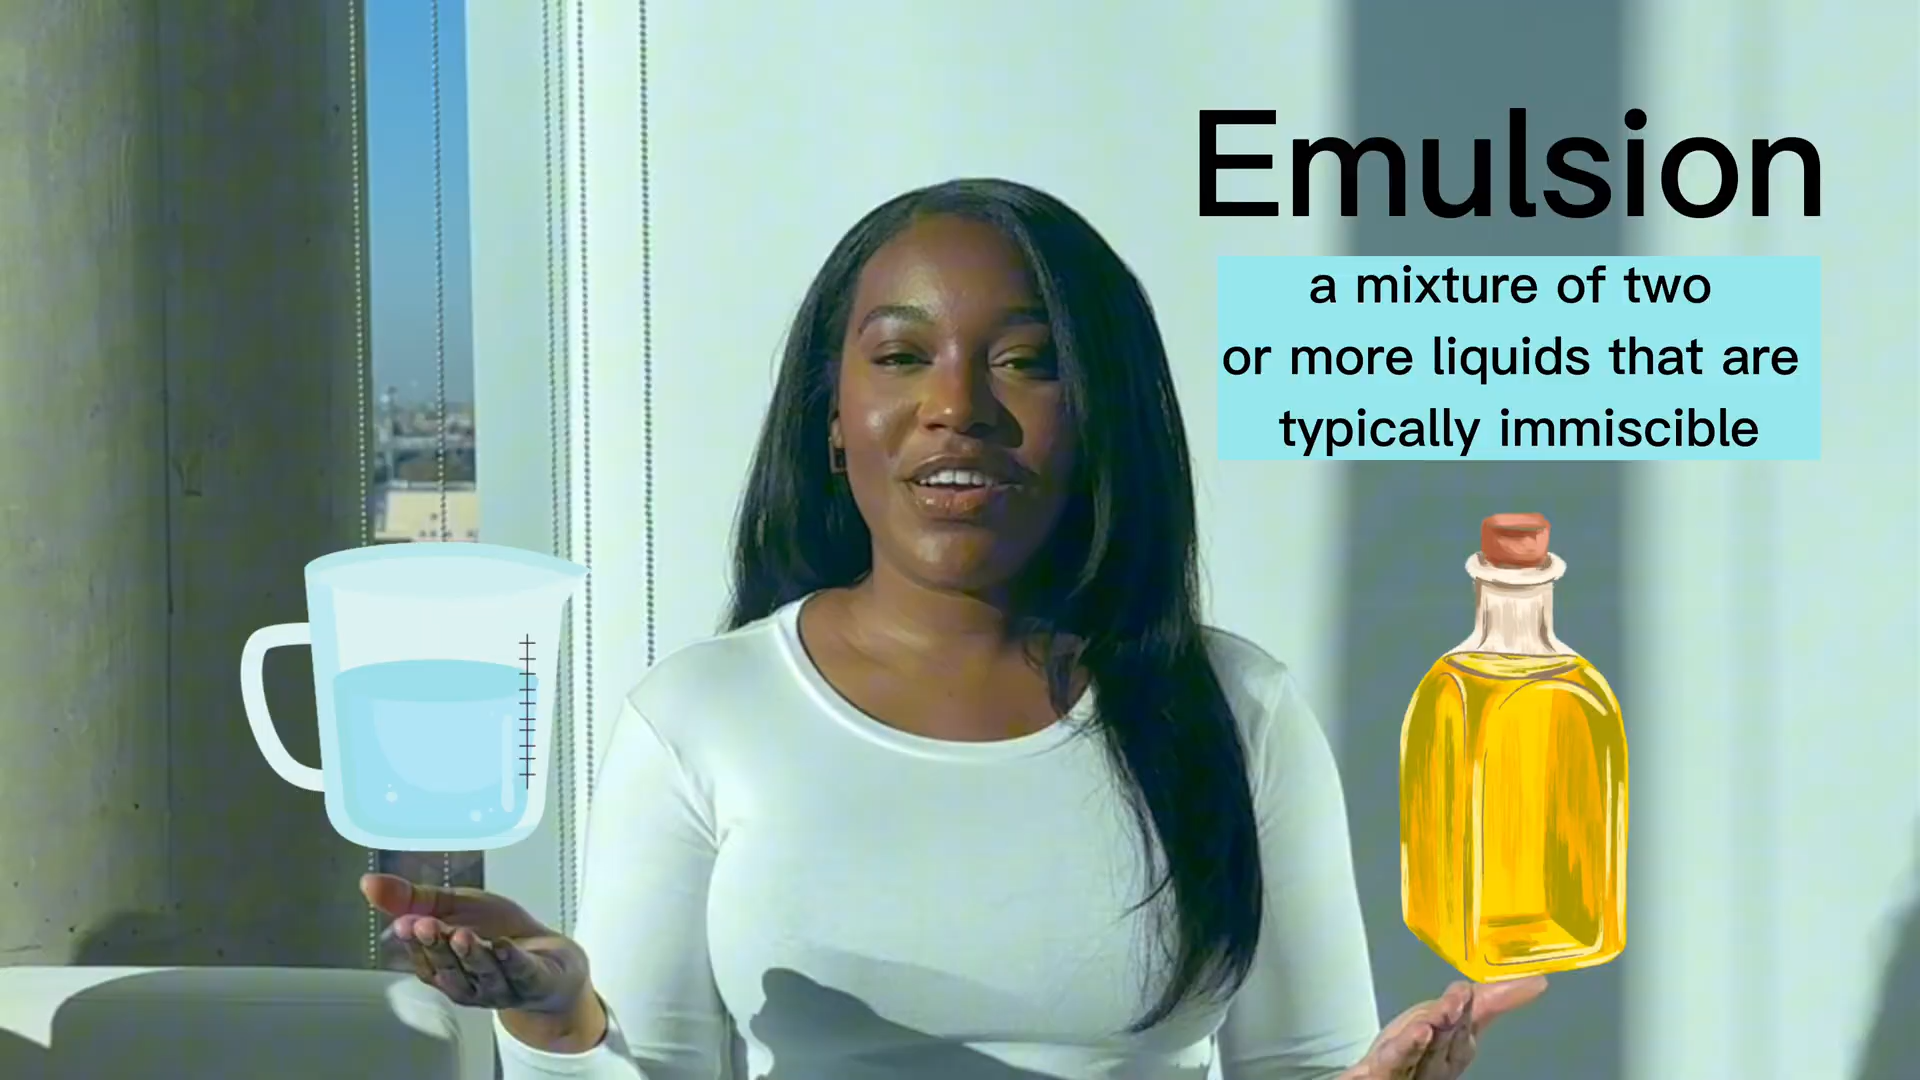 Emulsion
a mixture of two
or more liquids that are
typically immiscible